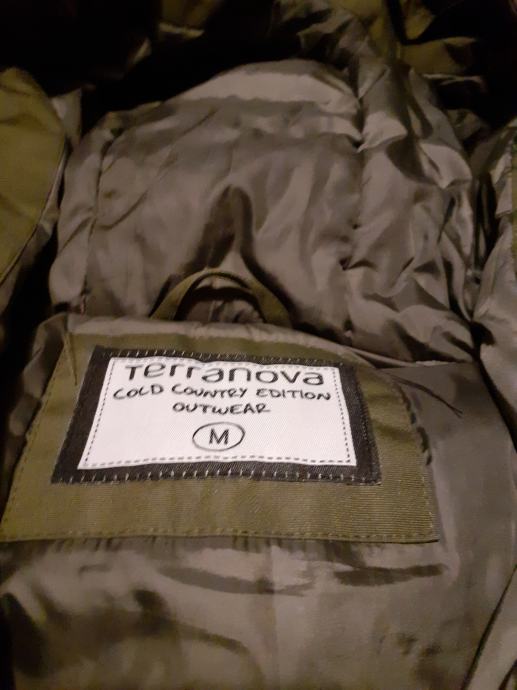 Terranova
COLD COUNTRY EDITION
OUTWEAR
M